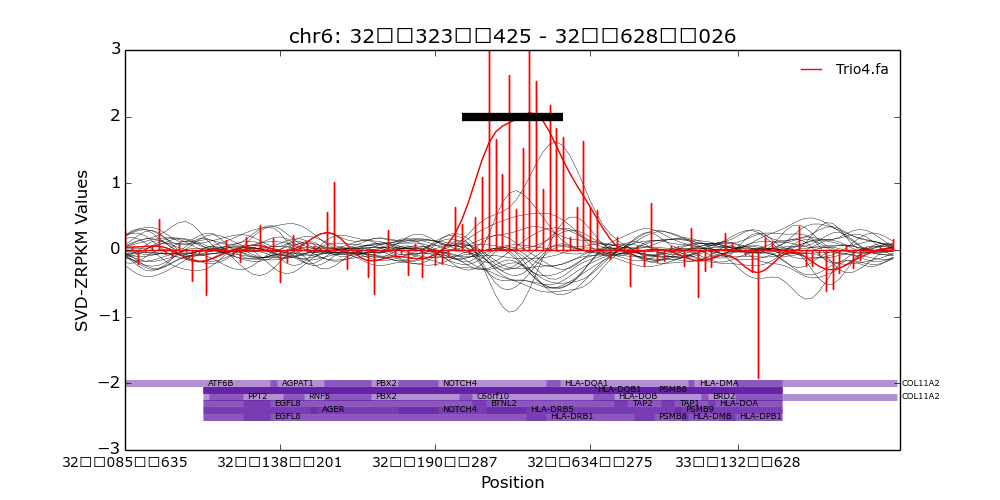 chr6: 32□□323□□425 - 32□□628□□026
Trio4.fa
SVD-ZRPKM Values
3
2
1
0
−1
−2
−3
ATF6B AGPAT1 PBX2 NOTCH4 HLA-DQA1 HLA-DMA COL11A2
HLA-DQB1 PSMB8
PPT2 RNF5 PBX2 C6orf10 HLA-DOB BRD2 COL11A2
EGFL8 BTNL2 TAP2 TAP1 HLA-DOA
AGER NOTCH4 HLA-DRB5 PSMB9
EGFL8 HLA-DRB1 PSMB8 HLA-DMB HLA-DPB1
32□□085□□635 32□□138□□201 32□□190□□287 32□□634□□275 33□□132□□628
Position